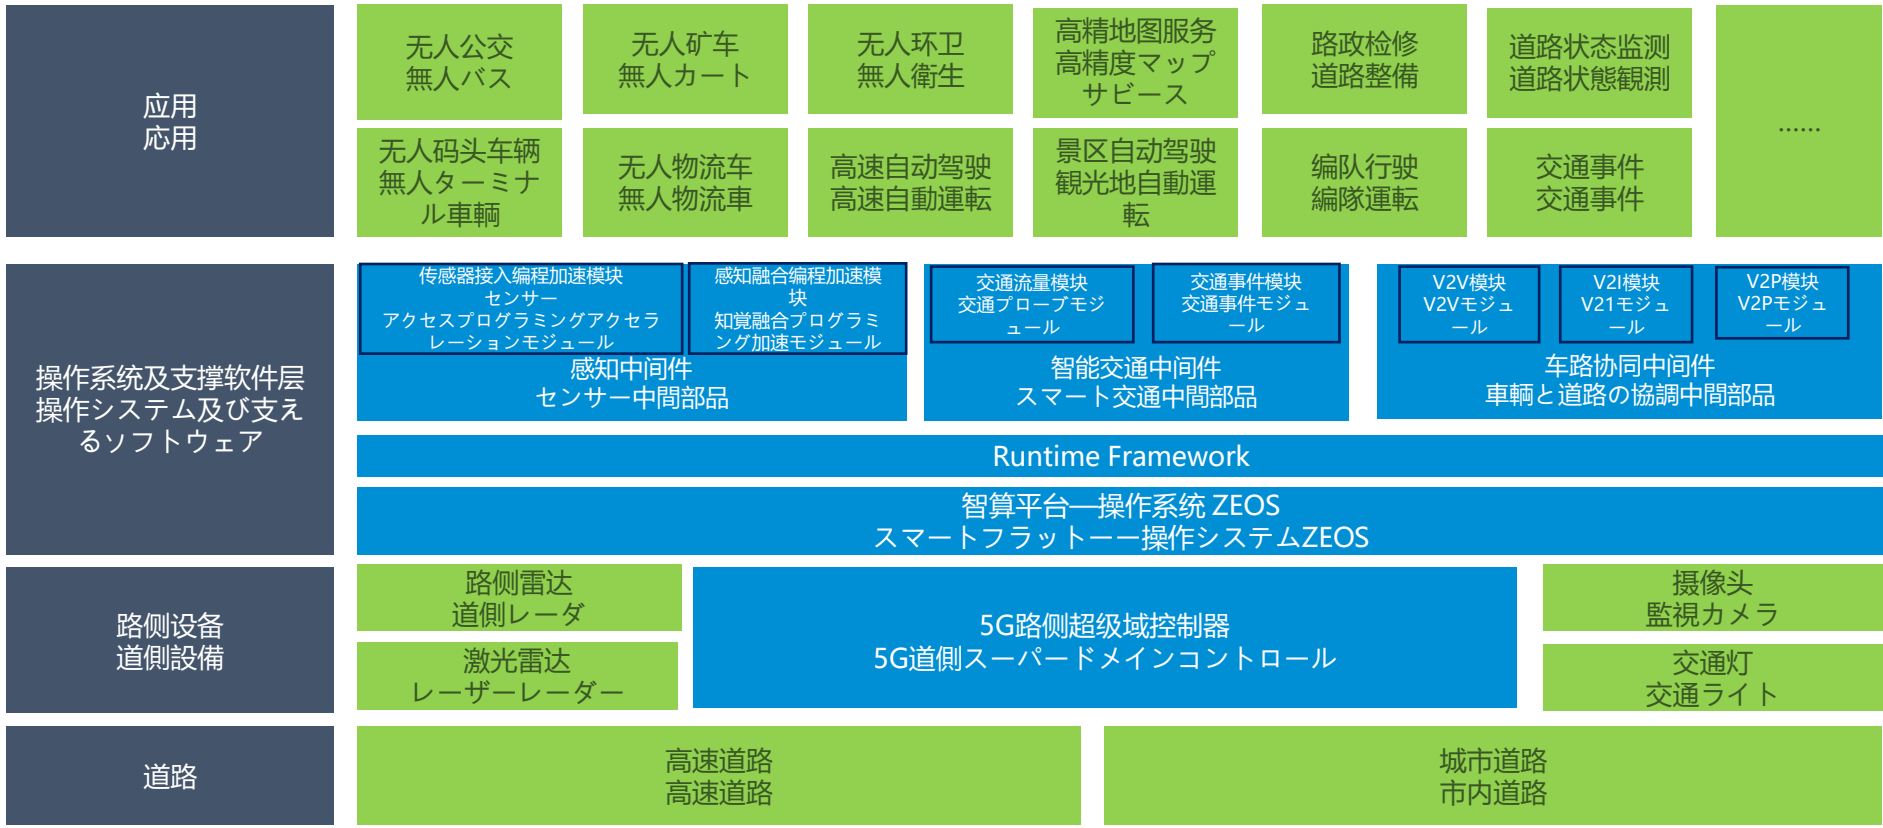 应用
応用
无人公交
無人バス
无人矿车
無人カート
无人环卫
無人衛生
高精地图服务
高精度マップ
サビース
路政检修
道路整備
道路状态监测
道路状態観測
......
无人码头车辆
無人ターミナ
ル車輌
无人物流车
無人物流車
高速自动驾驶
高速自動運転
景区自动驾驶
観光地自動運
転
编队行驶
編隊運転
交通事件
交通事件
操作系统及支撑软件层
操作システム及び支え
るソフトウェア
传感器接入编程加速模块
センサー
アクセスプログラミングアクセラ
レーションモジュール
感知融合编程加速模
块
知覚融合プログラミ
ング加速モジュール
感知中间件
センサー中間部品
交通流量模块
交通プローブモジ
ュール
交通事件模块
交通事件モジュ
ール
智能交通中间件
スマート交通中間部品
V2V模块
V2Vモジュ
ール
V2I模块
V21モジュ
ール
V2P模块
V2Pモジュ
ール
车路协同中间件
車輌と道路の協調中間部品
Runtime Framework
智算平台—操作系统 ZEOS
スマートフラットーー操作システムZEOS
路侧设备
道側設備
路侧雷达
道側レーダ
激光雷达
レーザーレーダー
5G路侧超级域控制器
5G道側スーパードメインコントロール
摄像头
監視カメラ
交通灯
交通ライト
道路
高速道路
高速道路
城市道路
市内道路